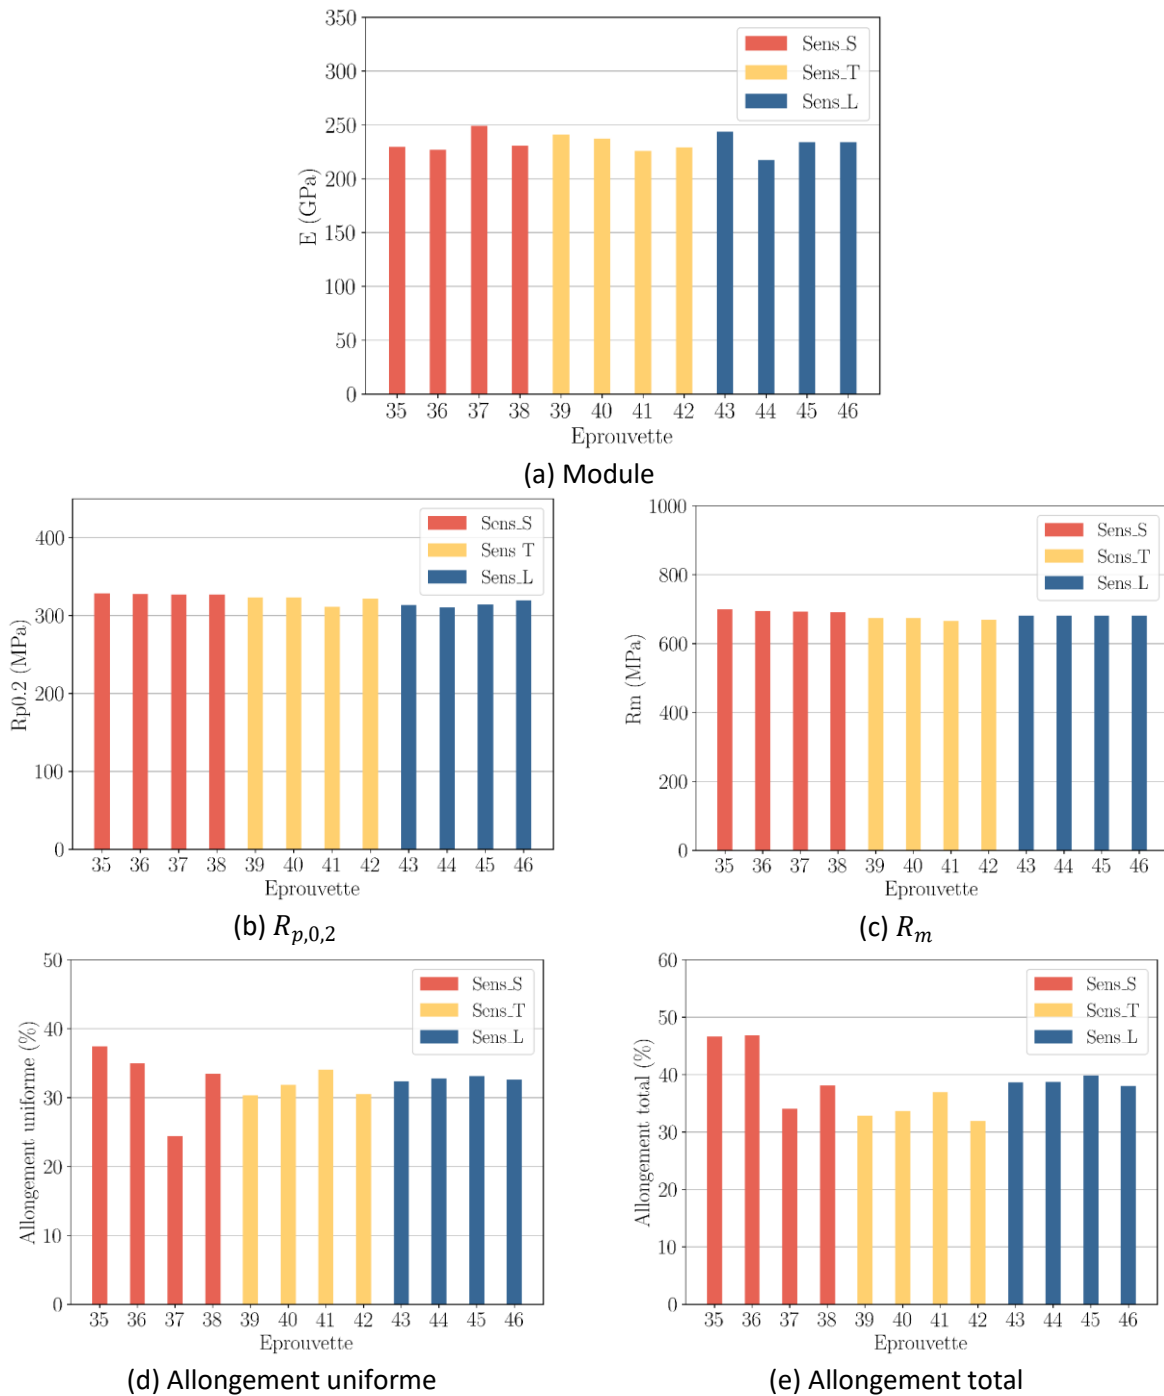 350
300
250
200
150
100
50
0
E (GPa)
Sens_S
Sens_T
Sens_L
35 36 37 38 39 40 41 42 43 44 45 46
Eprouvette
(a) Module
400
300
200
100
0
Rp0.2 (MPa)
Sens_S
Sens T
Sens_L
35 36 37 38 39 40 41 42 43 44 45 46
Eprouvette
(b) R_{p,0,2}
1000
800
600
400
200
0
Rm (MPa)
Sens_S
Sens_T
Sens_L
35 36 37 38 39 40 41 42 43 44 45 46
Eprouvette
(c) R_m
50
40
30
20
10
0
Allongement uniforme (%)
Sens_S
Sens_T
Sens_L
35 36 37 38 39 40 41 42 43 44 45 46
Eprouvette
(d) Allongement uniforme
60
50
40
30
20
10
0
Allongement total (%)
Sens_S
Sens_T
Sens_L
35 36 37 38 39 40 41 42 43 44 45 46
Eprouvette
(e) Allongement total